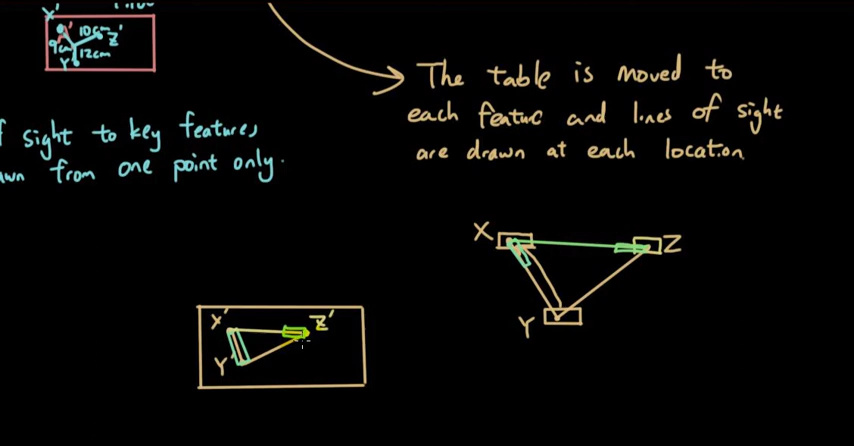 X'
10cm
Z'
9cm
12cm
Y'
sight to key features
from one point only.
The table is moved to
each featur and lines of sight
are drawn at each location
X
Z
Y
X'
Z'
Y'